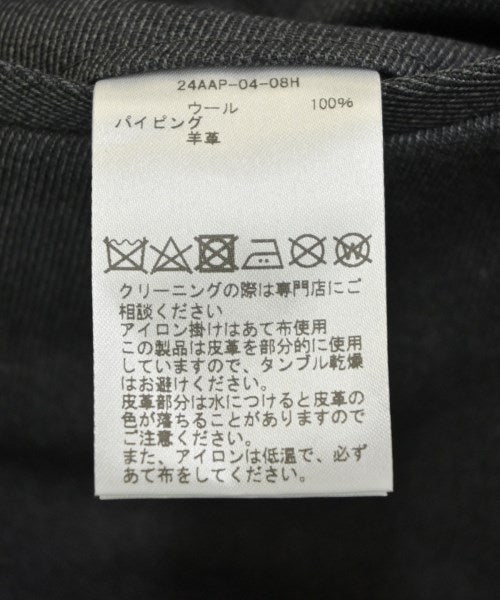 24AAP-04-08H
ウール 100%
パイピング
羊革
クリーニングの際は専門店にご
相談ください
アイロン掛けはあて布使用
この製品は皮革を部分的に使用
していますので、タンブル乾燥
はお避けください。
皮革部分は水につけると皮革の
色が落ちることがありますので
ご注意ください。
また、アイロンは低温で、必ず
あて布をしてください。